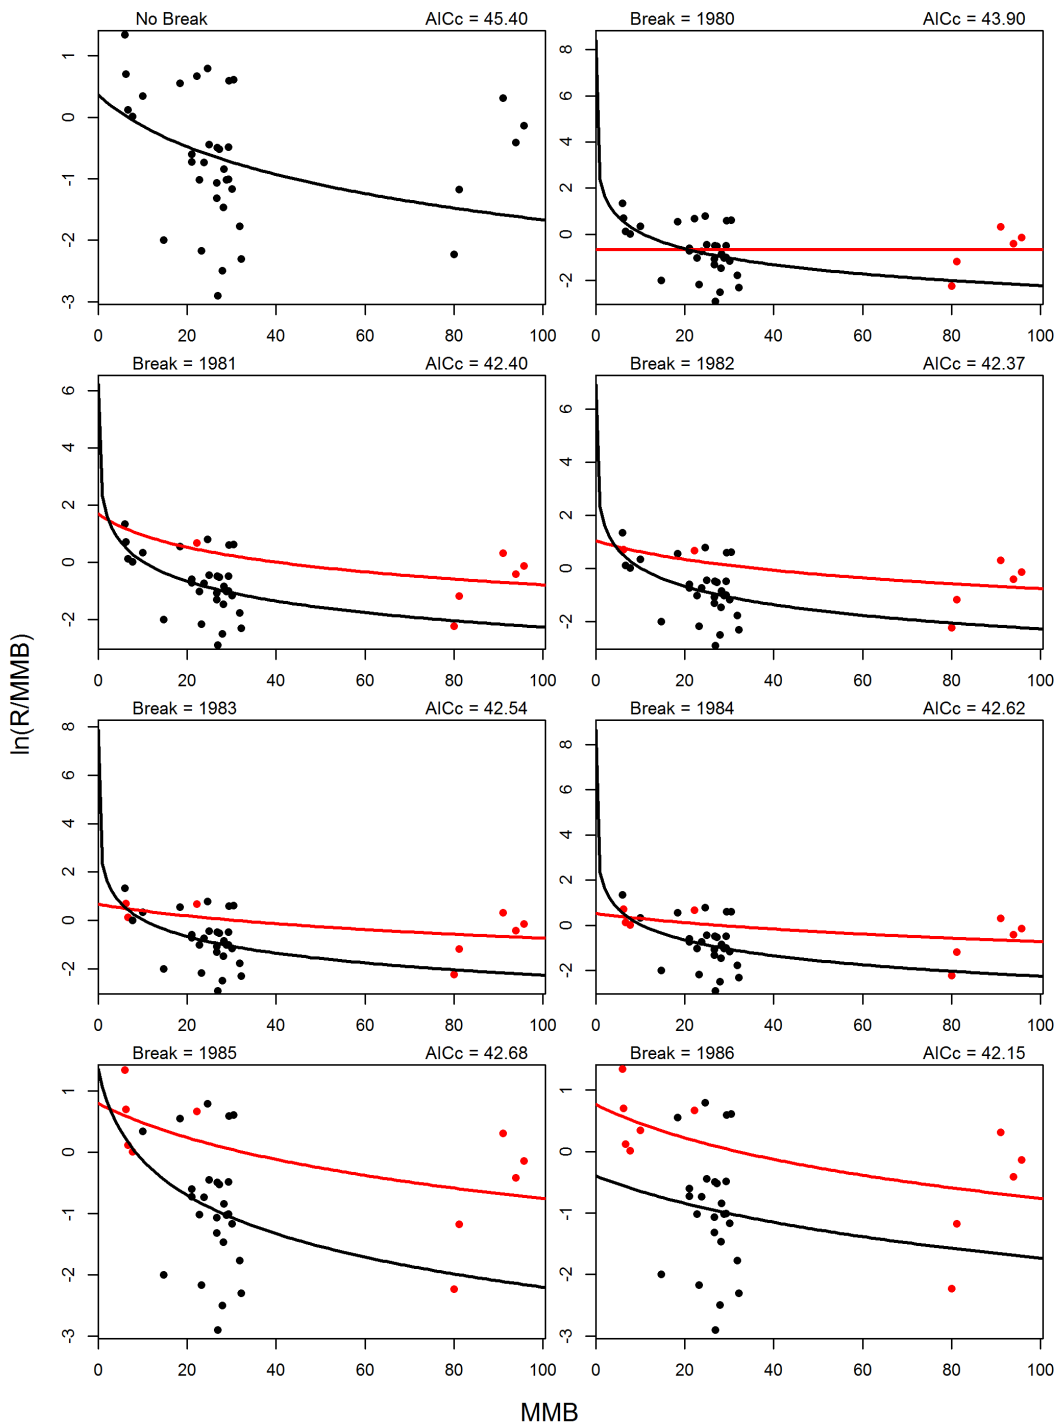 No Break AICc = 45.40
1
0
-1
-2
-3
0 20 40 60 80 100
Break = 1980 AICc = 43.90
8
6
4
2
0
-2
0 20 40 60 80 100
Break = 1981 AICc = 42.40
6
4
2
0
-2
0 20 40 60 80 100
Break = 1982 AICc = 42.37
6
4
2
0
-2
0 20 40 60 80 100
ln(R/MMB)
Break = 1983 AICc = 42.54
8
6
4
2
0
-2
0 20 40 60 80 100
Break = 1984 AICc = 42.62
8
6
4
2
0
-2
0 20 40 60 80 100
Break = 1985 AICc = 42.68
1
0
-1
-2
-3
0 20 40 60 80 100
Break = 1986 AICc = 42.15
1
0
-1
-2
-3
0 20 40 60 80 100
MMB